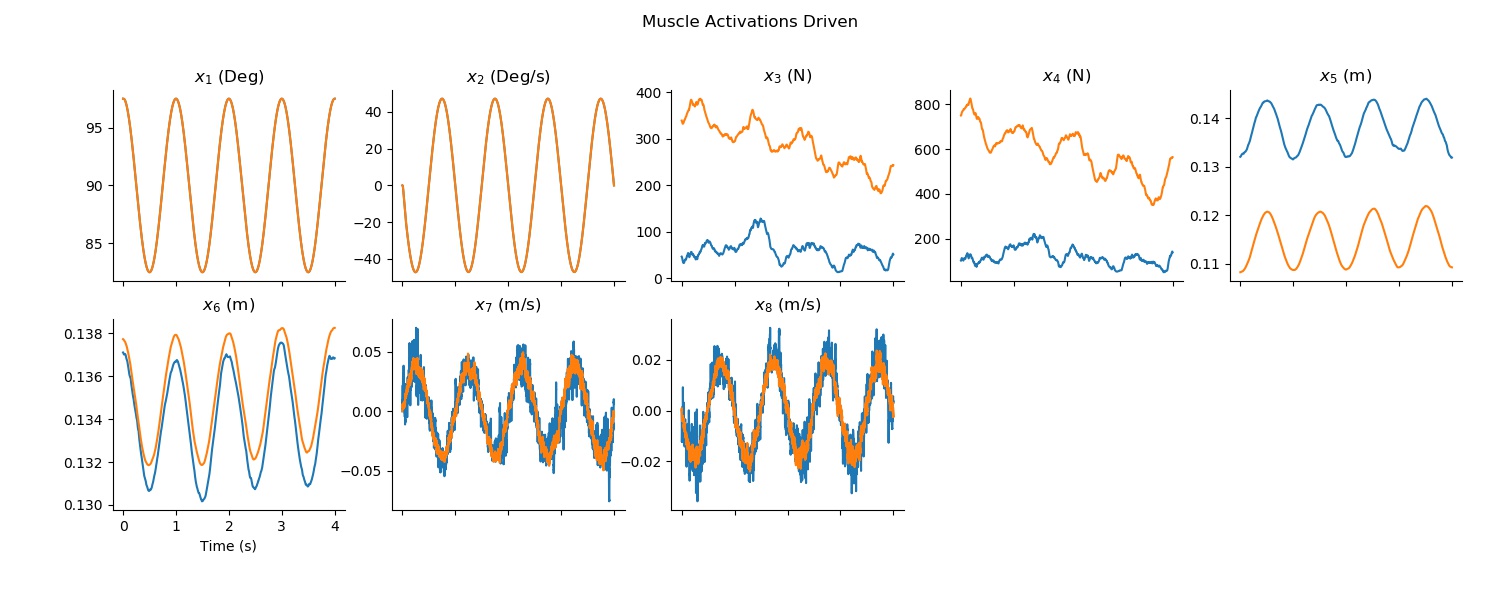 Muscle Activations Driven
x₁ (Deg)
x₂ (Deg/s)
x₃ (N)
x₄ (N)
x₅ (m)
95
90
85
40
20
0
−20
−40
400
300
200
100
0
800
600
400
200
0.14
0.13
0.12
0.11
x₆ (m)
x₇ (m/s)
x₈ (m/s)
0.138
0.136
0.134
0.132
0.130
0.05
0.00
−0.05
0.02
0.00
−0.02
0 1 2 3 4
Time (s)